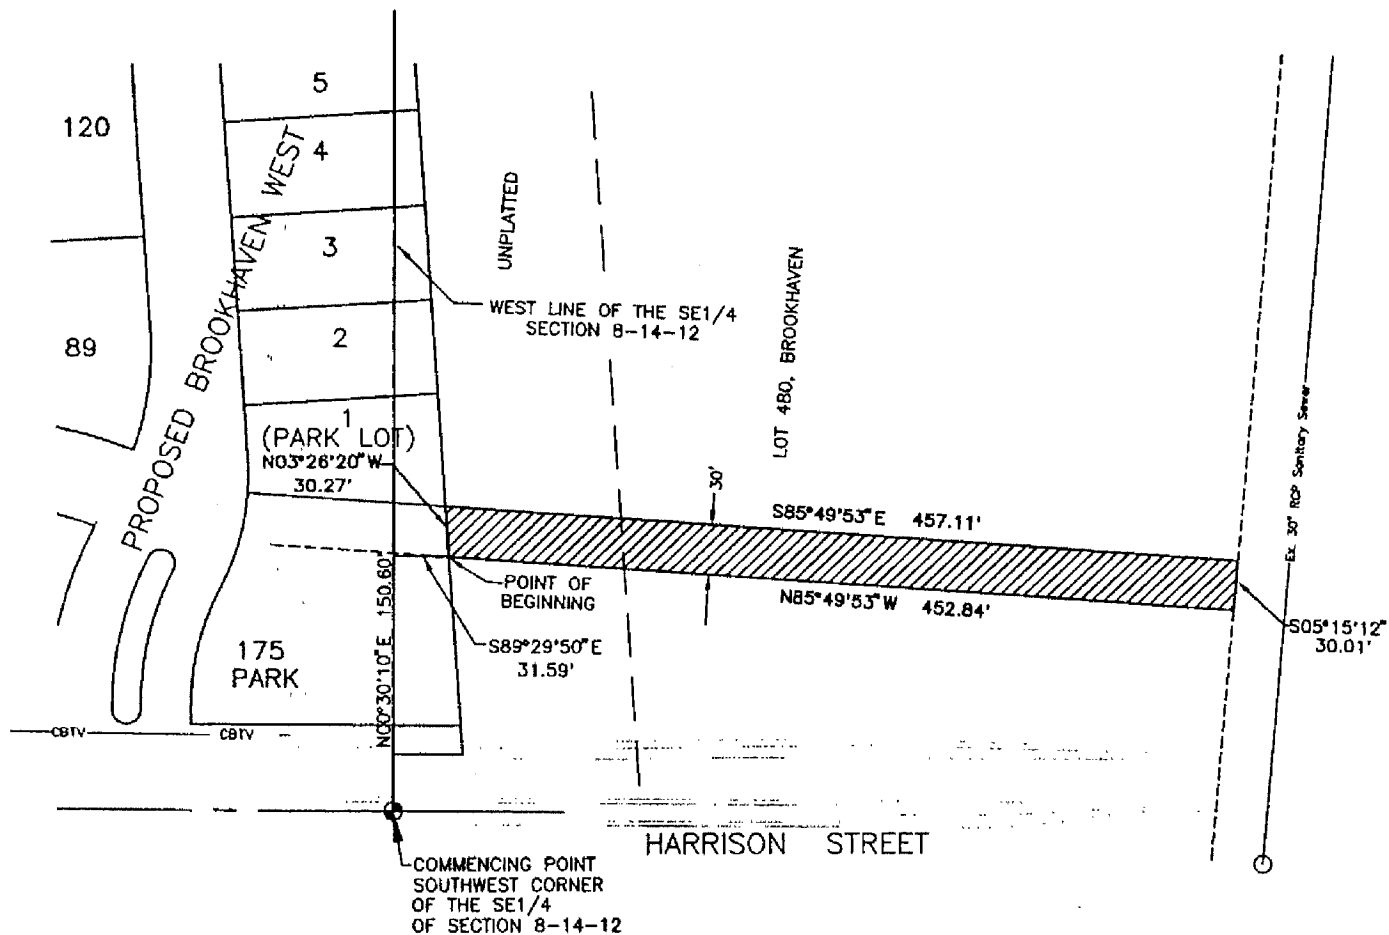 5
120
4
PROPOSED BROOKHAVEN WEST
UNPLATTED
3
WEST LINE OF THE SE1/4
SECTION 8-14-12
2
89
LOT 480, BROOKHAVEN
1
(PARK LOT)
N03°26'20"W
30.27'
30'
S85°49'53"E 457.11'
Ex. 30" RCP Sanitary Sewer
POINT OF
BEGINNING
N85°49'53"W 452.84'
S05°15'12"
30.01'
S89°29'50"E
31.59'
N00°30'10"E 150.60
175
PARK
CBTV
CBTV
HARRISON STREET
COMMENCING POINT
SOUTHWEST CORNER
OF THE SE1/4
OF SECTION 8-14-12